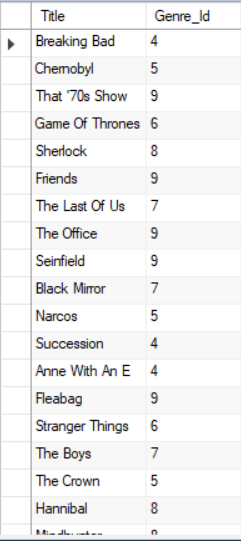 Title Genre_Id
Breaking Bad 4
Chernobyl 5
That '70s Show 9
Game Of Thrones 6
Sherlock 8
Friends 9
The Last Of Us 7
The Office 9
Seinfield 9
Black Mirror 7
Narcos 5
Succession 4
Anne With An E 4
Fleabag 9
Stranger Things 6
The Boys 7
The Crown 5
Hannibal 8
Mindhunter 8